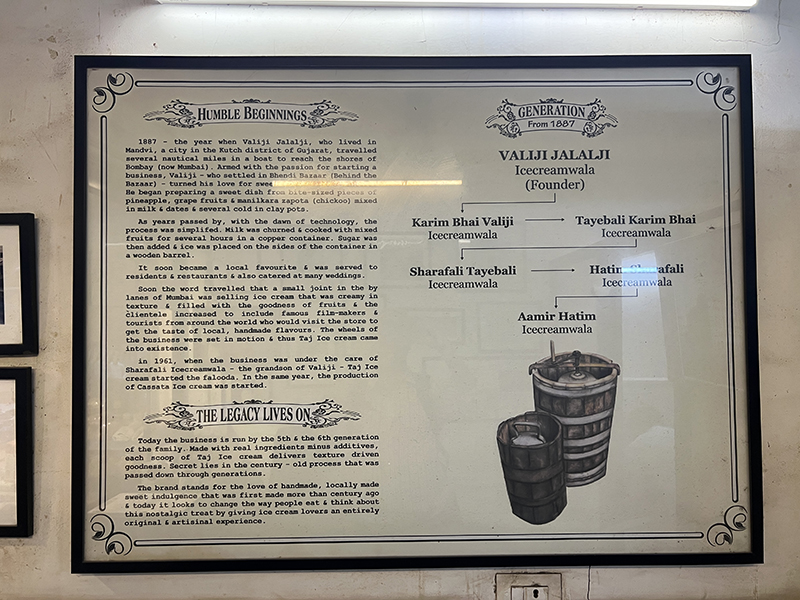 HUMBLE BEGINNINGS
1887 - the year when Valiji Jalalji, who lived in
Mandvi, a city in the Kutch district of Gujarat, travelled
several nautical miles in a boat to reach the shores of
Bombay (now Mumbai). Armed with the passion for starting a
business, Valiji - who settled in Bhendi Bazaar (Behind the
Bazaar) - turned his love for
He began preparing a sweet dish from bite-sized pieces of
pineapple, grape fruits & manilkara zapota (chickoo) mixed
in milk & dates & several cold in clay pots.
As years passed by, with the dawn of technology, the
process was simplifed. Milk was churned & cooked with mixed
fruits for several hours in a copper container. Sugar was
then added & ice was placed on the sides of the container in
a wooden barrel.
It soon became a local favourite & was served to
residents & restaurants & also catered at many weddings.
Soon the word travelled that a small joint in the by
lanes of Mumbai was selling ice cream that was creamy in
texture & filled with the goodness of fruits & the
clientele increased to include famous film-makers &
tourists from around the world who would visit the store to
get the taste of local, handmade flavours. The wheels of
the business were set in motion & thus Taj Ice cream came
into existence.
in 1961, when the business was under the care of
Sharafali Icecreamwala - the grandson of Valiji - Taj Ice
cream started the falooda. In the same year, the production
of Cassata Ice cream was started.
THE LEGACY LIVES ON
Today the business is run by the 5th & the 6th generation
of the family. Made with real ingredients minus additives,
each scoop of Taj Ice cream delivers texture driven
goodness. Secret lies in the century - old process that was
passed down through generations.
The brand stands for the love of handmade, locally made
sweet indulgence that was first made more than century ago
& today it looks to change the way people eat & think about
this nostalgic treat by giving ice cream lovers an entirely
original & artisinal experience.
GENERATION
From 1887
VALIJI JALALJI
Icecreamwala
(Founder)
Karim Bhai Valiji
Icecreamwala
Tayebali Karim Bhai
Icecreamwala
Sharafali Tayebali
Icecreamwala
Hatim Sharafali
Icecreamwala
Aamir Hatim
Icecreamwala